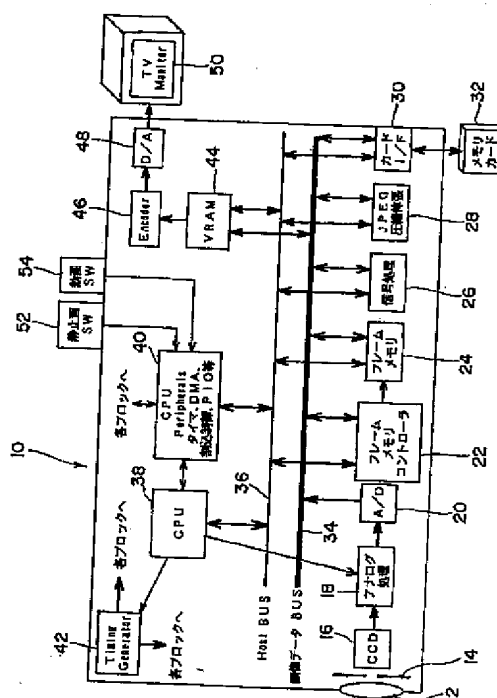 10
42
Timing
Generator
各ブロックへ
各ブロックへ
38
CPU
各ブロックへ
40
CPU
Peripherals
タイマ、DMA、
割込制御、PIO等
52
静止画
SW
54
動画
SW
46
Encoder
48
D/A
TV
Monitor
50
44
VRAM
36
Host BUS
34
画像データ BUS
16
CCD
18
アナログ
処理
A/D
20
フレーム
メモリ
コントローラ
22
フレーム
メモリ
24
信号処理
26
JPEG
圧縮伸張
28
カード
I/F
30
メモリ
カード
32
14
2